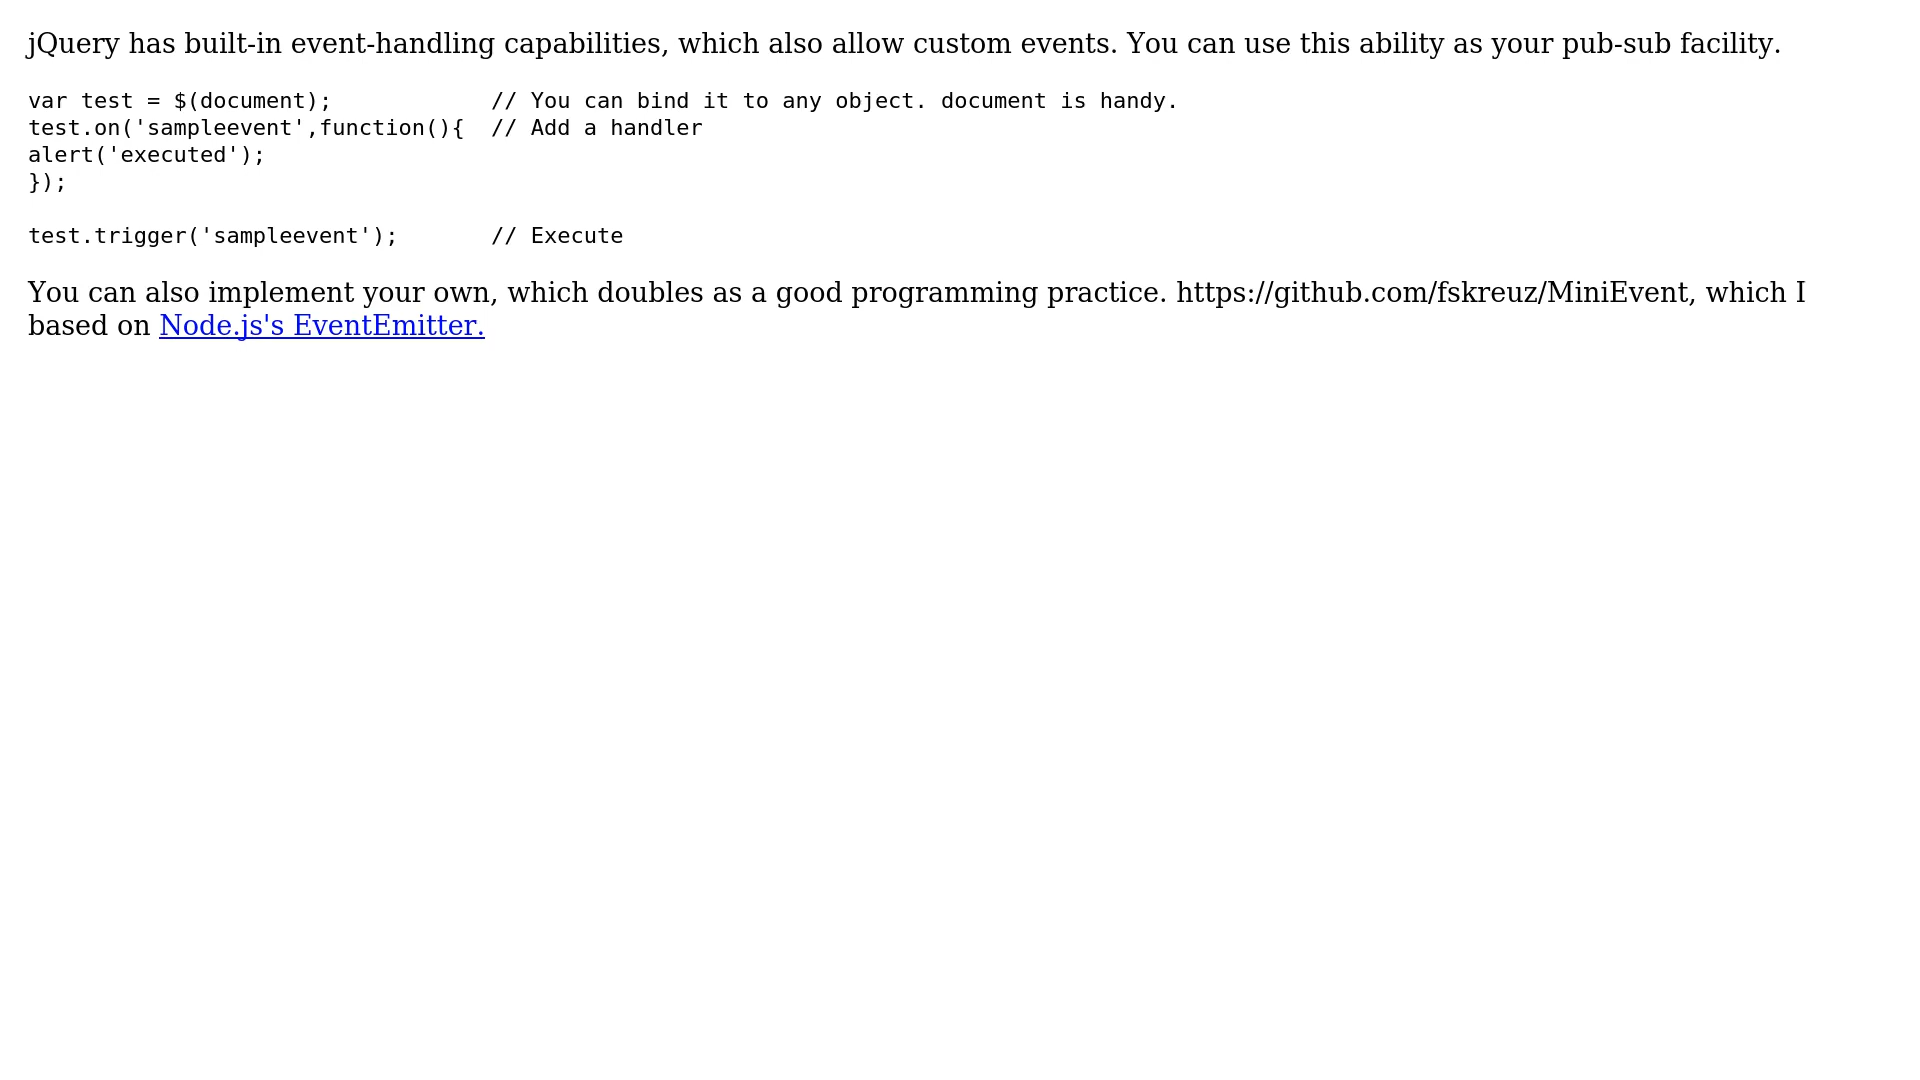 jQuery has built-in event-handling capabilities, which also allow custom events. You can use this ability as your pub-sub facility.
var test = $(document);            // You can bind it to any object. document is handy.
test.on('sampleevent',function(){  // Add a handler
alert('executed');
});
test.trigger('sampleevent');       // Execute
You can also implement your own, which doubles as a good programming practice. https://github.com/fskreuz/MiniEvent, which I
based on Node.js's EventEmitter.